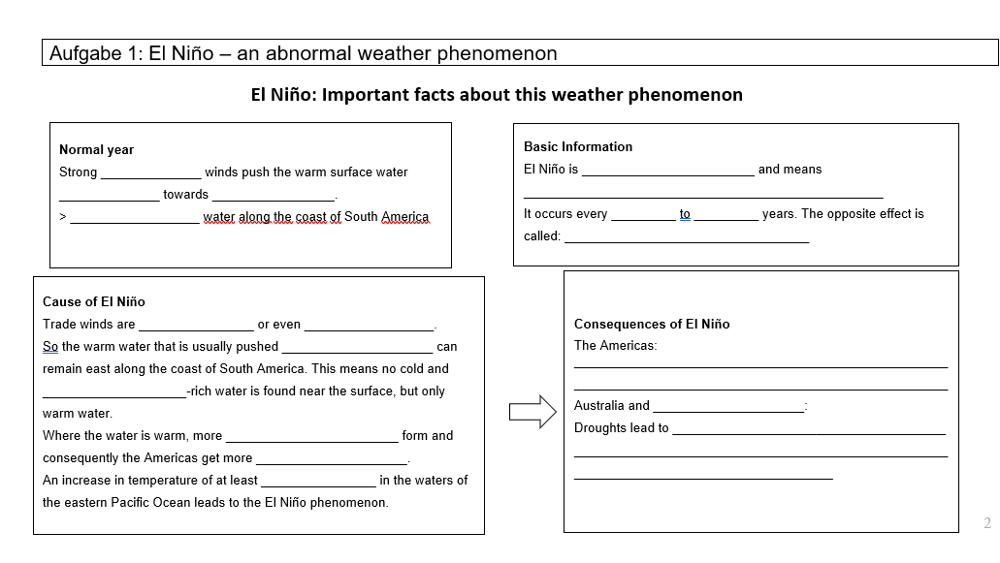 Aufgabe 1: El Niño – an abnormal weather phenomenon
El Niño: Important facts about this weather phenomenon
Normal year
Strong ______________ winds push the warm surface water
______________ towards _________________.
> __________________ water along the coast of South America
Basic Information
El Niño is ________________________ and means
__________________________________________________
It occurs every _________ to _________ years. The opposite effect is
called: __________________________________
Cause of El Niño
Trade winds are ________________ or even __________________.
So the warm water that is usually pushed _____________________ can
remain east along the coast of South America. This means no cold and
____________________-rich water is found near the surface, but only
warm water.
Where the water is warm, more ________________________ form and
consequently the Americas get more _____________________.
An increase in temperature of at least ________________ in the waters of
the eastern Pacific Ocean leads to the El Niño phenomenon.
Consequences of El Niño
The Americas:
____________________________________________________
____________________________________________________
Australia and _____________________:
Droughts lead to ______________________________________
____________________________________________________
____________________________________
2